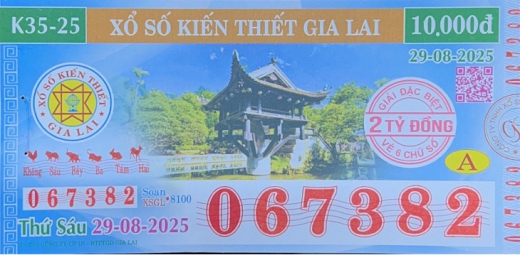 K35-25
XỔ SỐ KIẾN THIẾT GIA LAI
10,000đ
29-08-2025
XỔ SỐ KIẾN THIẾT
GIA LAI
GIẢI ĐẶC BIỆT
2 TỶ ĐỒNG
VÉ 6 CHỮ SỐ
A
Không Sáu Bảy Ba Tám Hai
067382
Soạn
XSGL 8100
067382
Thứ Sáu 29-08-2025